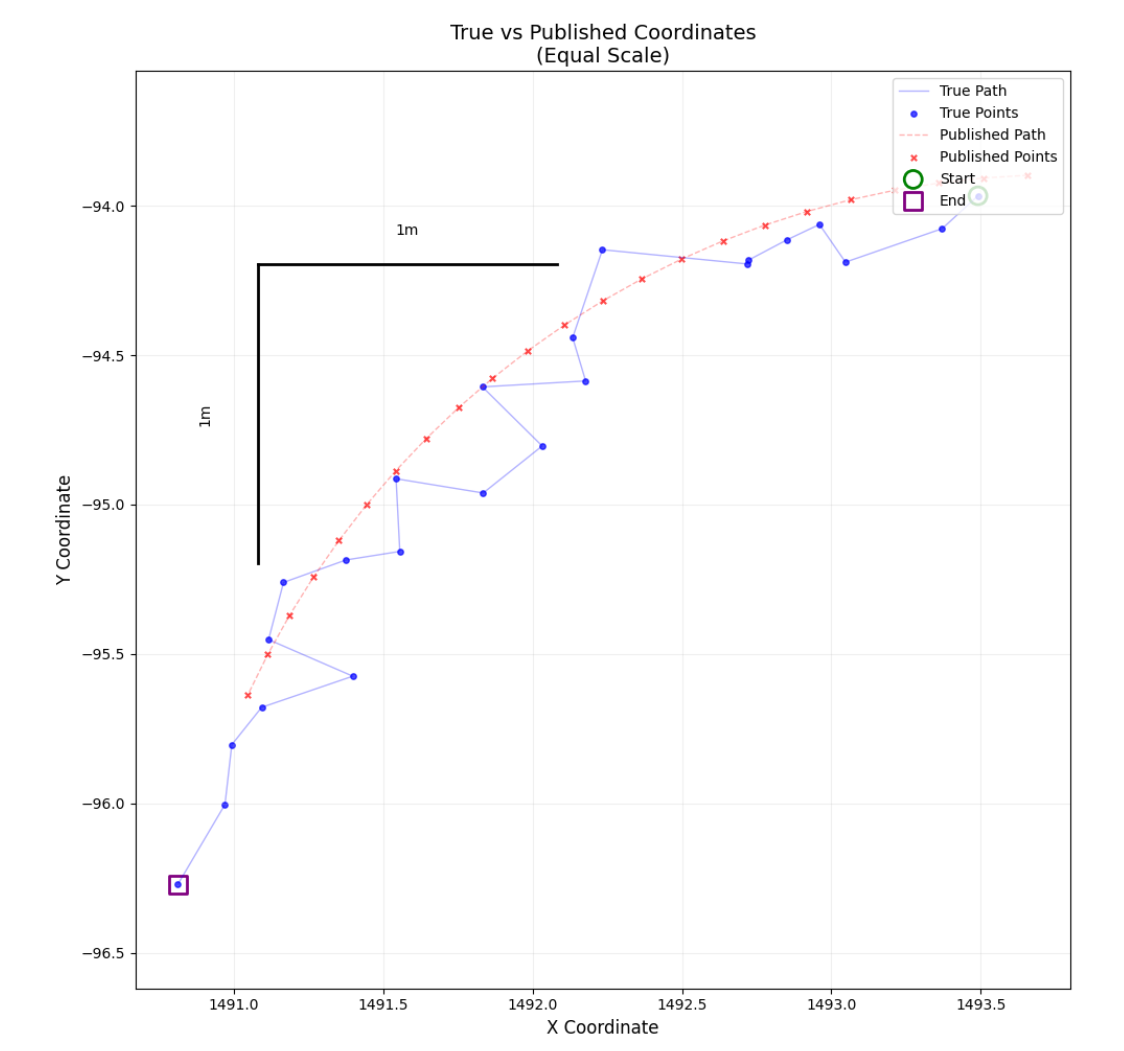 True vs Published Coordinates
(Equal Scale)
True Path
True Points
Published Path
Published Points
Start
End
1m
1m
Y Coordinate
−94.0
−94.5
−95.0
−95.5
−96.0
−96.5
1491.0
1491.5
1492.0
1492.5
1493.0
1493.5
X Coordinate